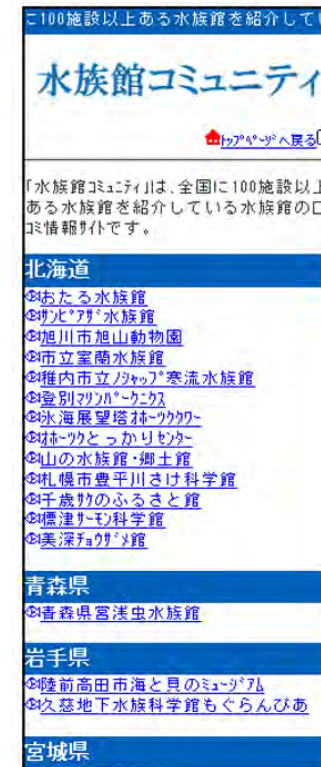 こ100施設以上ある水族館を紹介してい
水族館コミュニティ
ﾄｯﾌﾟﾍﾟｰｼﾞへ戻る
「水族館ｺﾐｭﾆﾃｨ」は、全国に100施設以上
ある水族館を紹介している水族館の口
ｺﾐ情報ｻｲﾄです。
北海道
おたる水族館
ｻﾝﾋﾟｱｻﾞ水族館
旭川市旭山動物園
市立室蘭水族館
稚内市立ﾉｼｬｯﾌﾟ寒流水族館
登別ﾏﾘﾝﾊﾟｰｸﾆｸｽ
氷海展望塔ｵﾎｰﾂｸﾀﾜｰ
ｵﾎｰﾂｸとっかりｾﾝﾀｰ
山の水族館･郷土館
札幌市豊平川さけ科学館
千歳ｻｹのふるさと館
標津ｻｰﾓﾝ科学館
美深ﾁｮｳｻﾞﾒ館
青森県
青森県営浅虫水族館
岩手県
陸前高田市海と貝のﾐｭｰｼﾞｱﾑ
久慈地下水族科学館もぐらんぴあ
宮城県